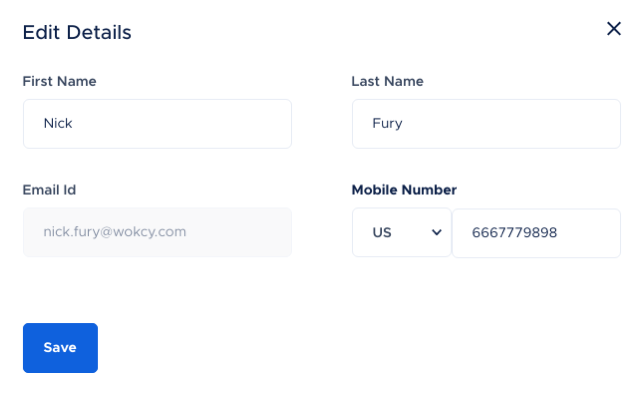 Edit Details
First Name
Last Name
Nick
Fury
Email Id
Mobile Number
nick.fury@wokcy.com
US
6667779898
Save